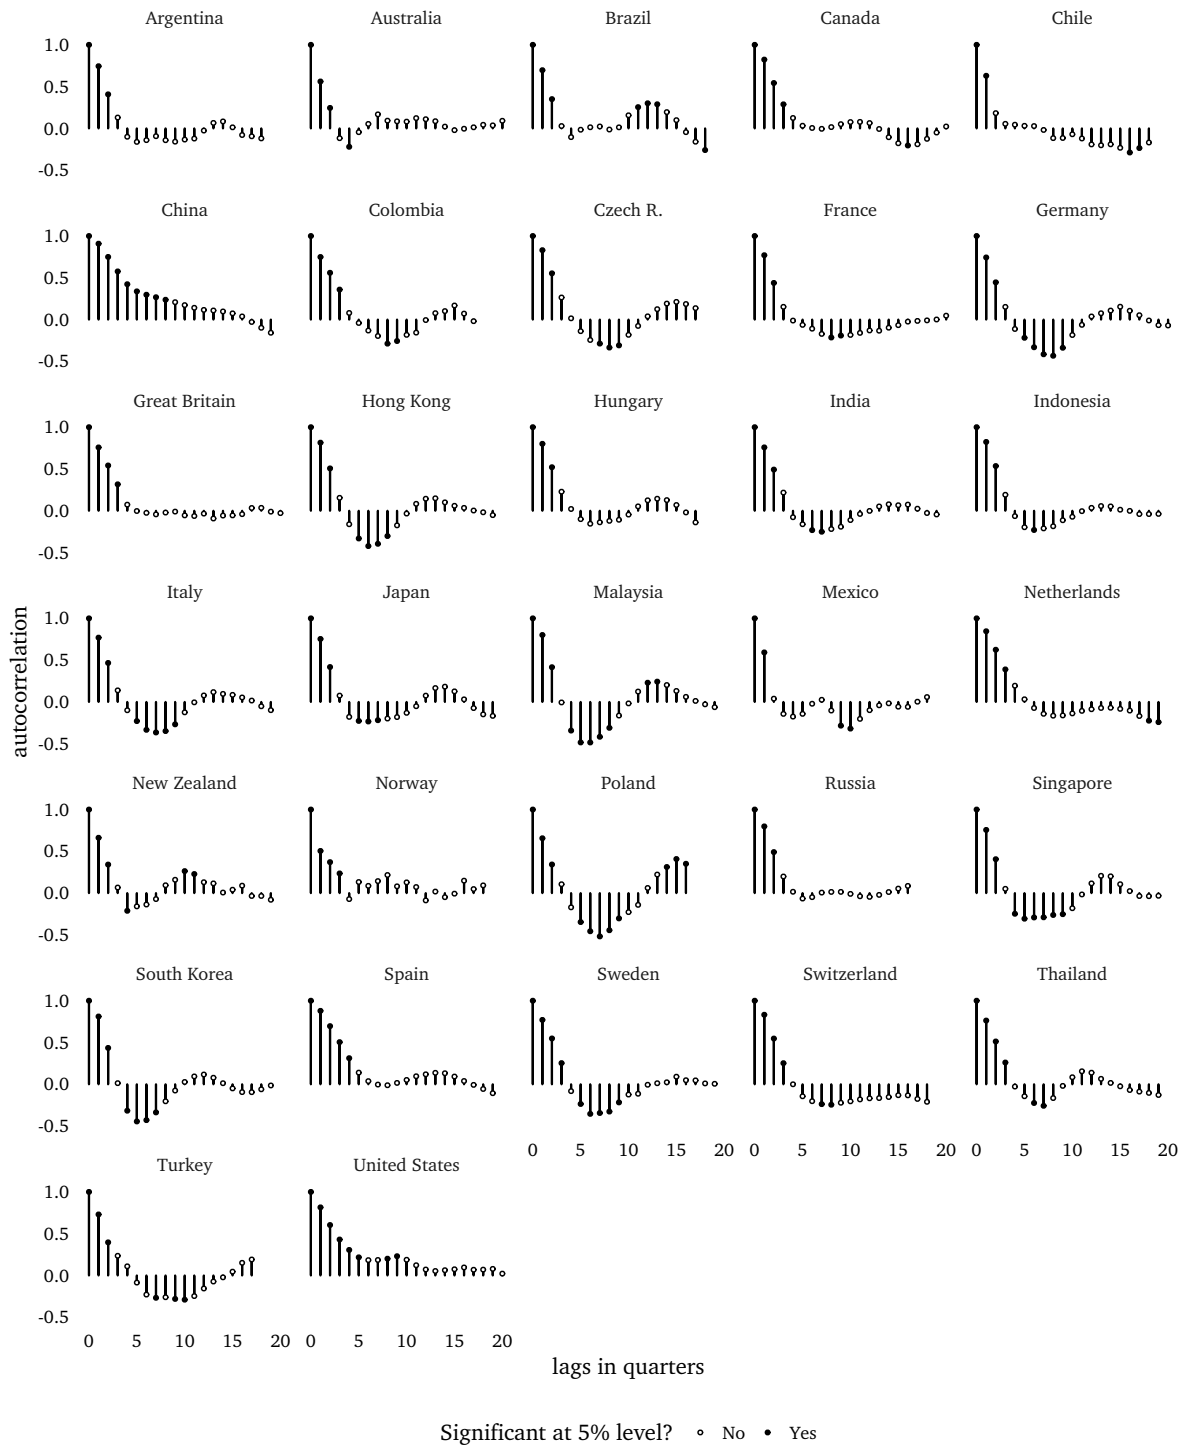 Argentina Australia Brazil Canada Chile
1.0
0.5
0.0
-0.5
China Colombia Czech R. France Germany
1.0
0.5
0.0
-0.5
Great Britain Hong Kong Hungary India Indonesia
1.0
0.5
0.0
-0.5
Italy Japan Malaysia Mexico Netherlands
1.0
0.5
0.0
-0.5
autocorrelation
New Zealand Norway Poland Russia Singapore
1.0
0.5
0.0
-0.5
South Korea Spain Sweden Switzerland Thailand
1.0
0.5
0.0
-0.5
0 5 10 15 20 0 5 10 15 20 0 5 10 15 20
Turkey United States
1.0
0.5
0.0
-0.5
0 5 10 15 20 0 5 10 15 20
lags in quarters
Significant at 5% level? No Yes